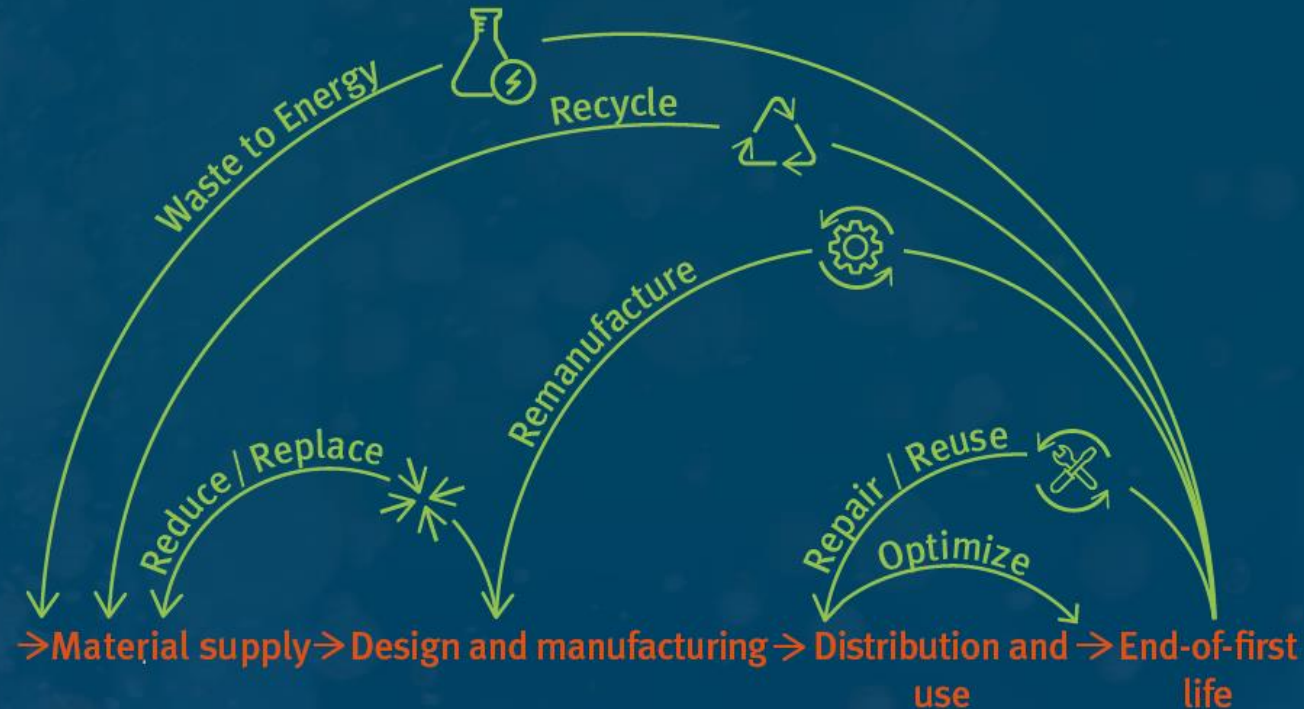 Waste to Energy
Recycle
Remanufacture
Reduce / Replace
Repair / Reuse
Optimize
→Material supply→Design and manufacturing→Distribution and→End-of-first
use life